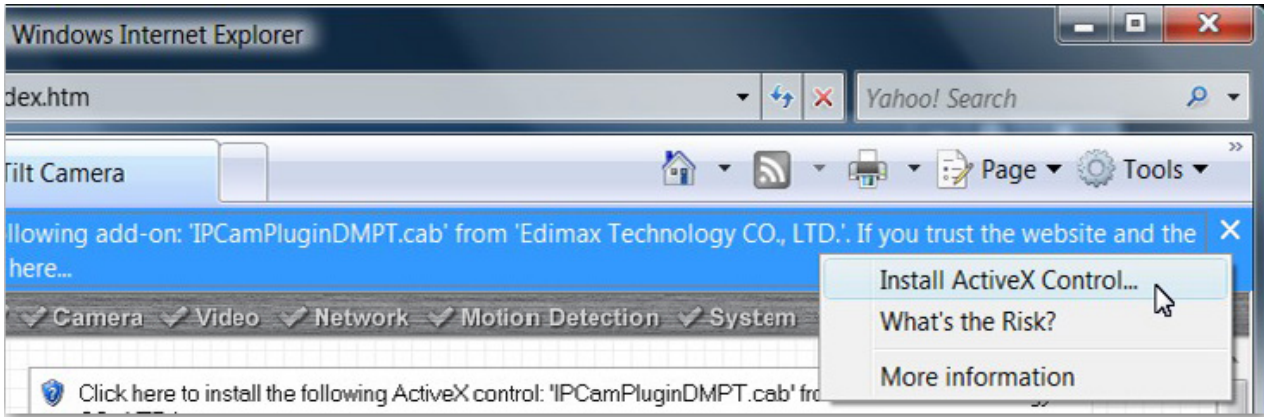 Windows Internet Explorer
dex.htm
Yahoo! Search
Tilt Camera
Page
Tools
llowing add-on: 'IPCamPluginDMPT.cab' from 'Edimax Technology CO., LTD.'. If you trust the website and the
here...
Install ActiveX Control...
What's the Risk?
More information
Camera Video Network Motion Detection System
Click here to install the following ActiveX control: 'IPCamPluginDMPT.cab'